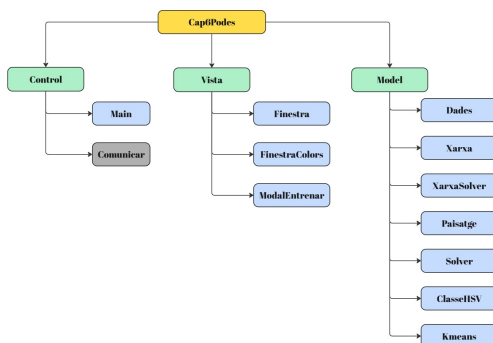 Cap6Podes
Control
Vista
Model
Main
Comunicar
Finestra
FinestraColors
ModalEntrenar
Dades
Xarxa
XarxaSolver
Paisatge
Solver
ClasseHSV
Kmeans